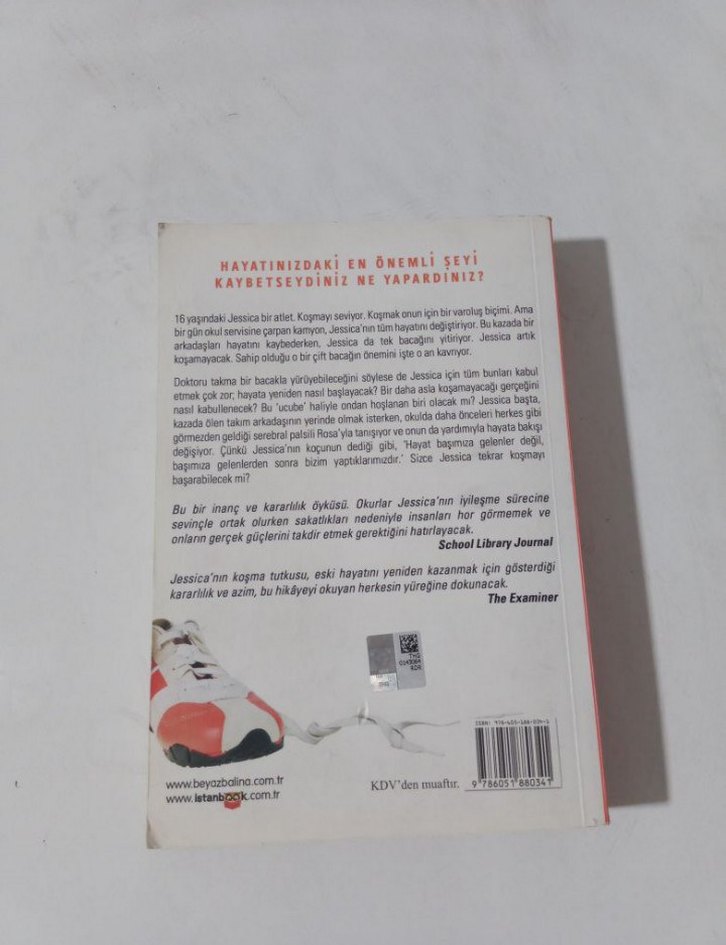 HAYATINIZDAKİ EN ÖNEMLİ ŞEYİ
KAYBETSEYDİNİZ NE YAPARDINIZ?
16 yaşındaki Jessica bir atlet. Koşmayı seviyor. Koşmak onun için bir varoluş biçimi. Ama
bir gün okul servisine çarpan kamyon, Jessica'nın tüm hayatını değiştiriyor. Bu kazada bir
arkadaşları hayatını kaybederken, Jessica da tek bacağını yitiriyor. Jessica artık
koşamayacak. Sahip olduğu o bir çift bacağın önemini işte o an kavrıyor.
Doktoru takma bir bacakla yürüyebileceğini söylese de Jessica için tüm bunları kabul
etmek çok zor; hayata yeniden nasıl başlayacak? Bir daha asla koşamayacağı gerçeğini
nasıl kabullenecek? Bu 'ucube' haliyle ondan hoşlanan biri olacak mı? Jessica başta,
kazada ölen takım arkadaşının yerinde olmak isterken, okulda daha önceleri herkes gibi
görmezden geldiği serebral palsili Rosa'yla tanışıyor ve onun da yardımıyla hayata bakışı
değişiyor. Çünkü Jessica'nın koçunun dediği gibi, 'Hayat başımıza gelenler değil,
başımıza gelenlerden sonra bizim yaptıklarımızdır.' Sizce Jessica tekrar koşmayı
başarabilecek mi?
Bu bir inanç ve kararlılık öyküsü. Okurlar Jessica'nın iyileşme sürecine
sevinçle ortak olurken sakatlıkları nedeniyle insanları hor görmemek ve
onların gerçek güçlerini takdir etmek gerektiğini hatırlayacak.
School Library Journal
Jessica'nın koşma tutkusu, eski hayatını yeniden kazanmak için gösterdiği
kararlılık ve azim, bu hikâyeyi okuyan herkesin yüreğine dokunacak.
The Examiner
www.beyazbalina.com.tr
www.istanbook.com.tr
KDV'den muaftır.
ISBN: 978-605-188-034-1
9 786051 880341